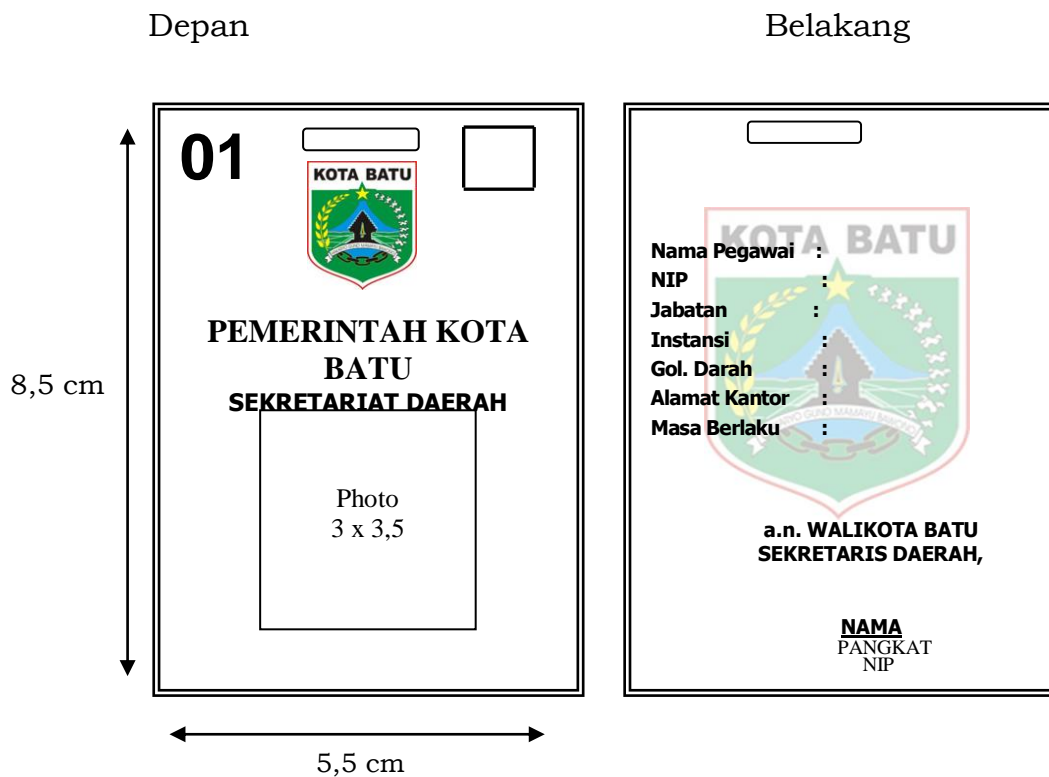 Depan
Belakang
01
KOTA BATU
PEMERINTAH KOTA
BATU
SEKRETARIAT DAERAH
Photo
3 x 3,5
8,5 cm
5,5 cm
KOTA BATU
Nama Pegawai :
NIP :
Jabatan :
Instansi :
Gol. Darah :
Alamat Kantor :
Masa Berlaku :
a.n. WALIKOTA BATU
SEKRETARIS DAERAH,
NAMA
PANGKAT
NIP